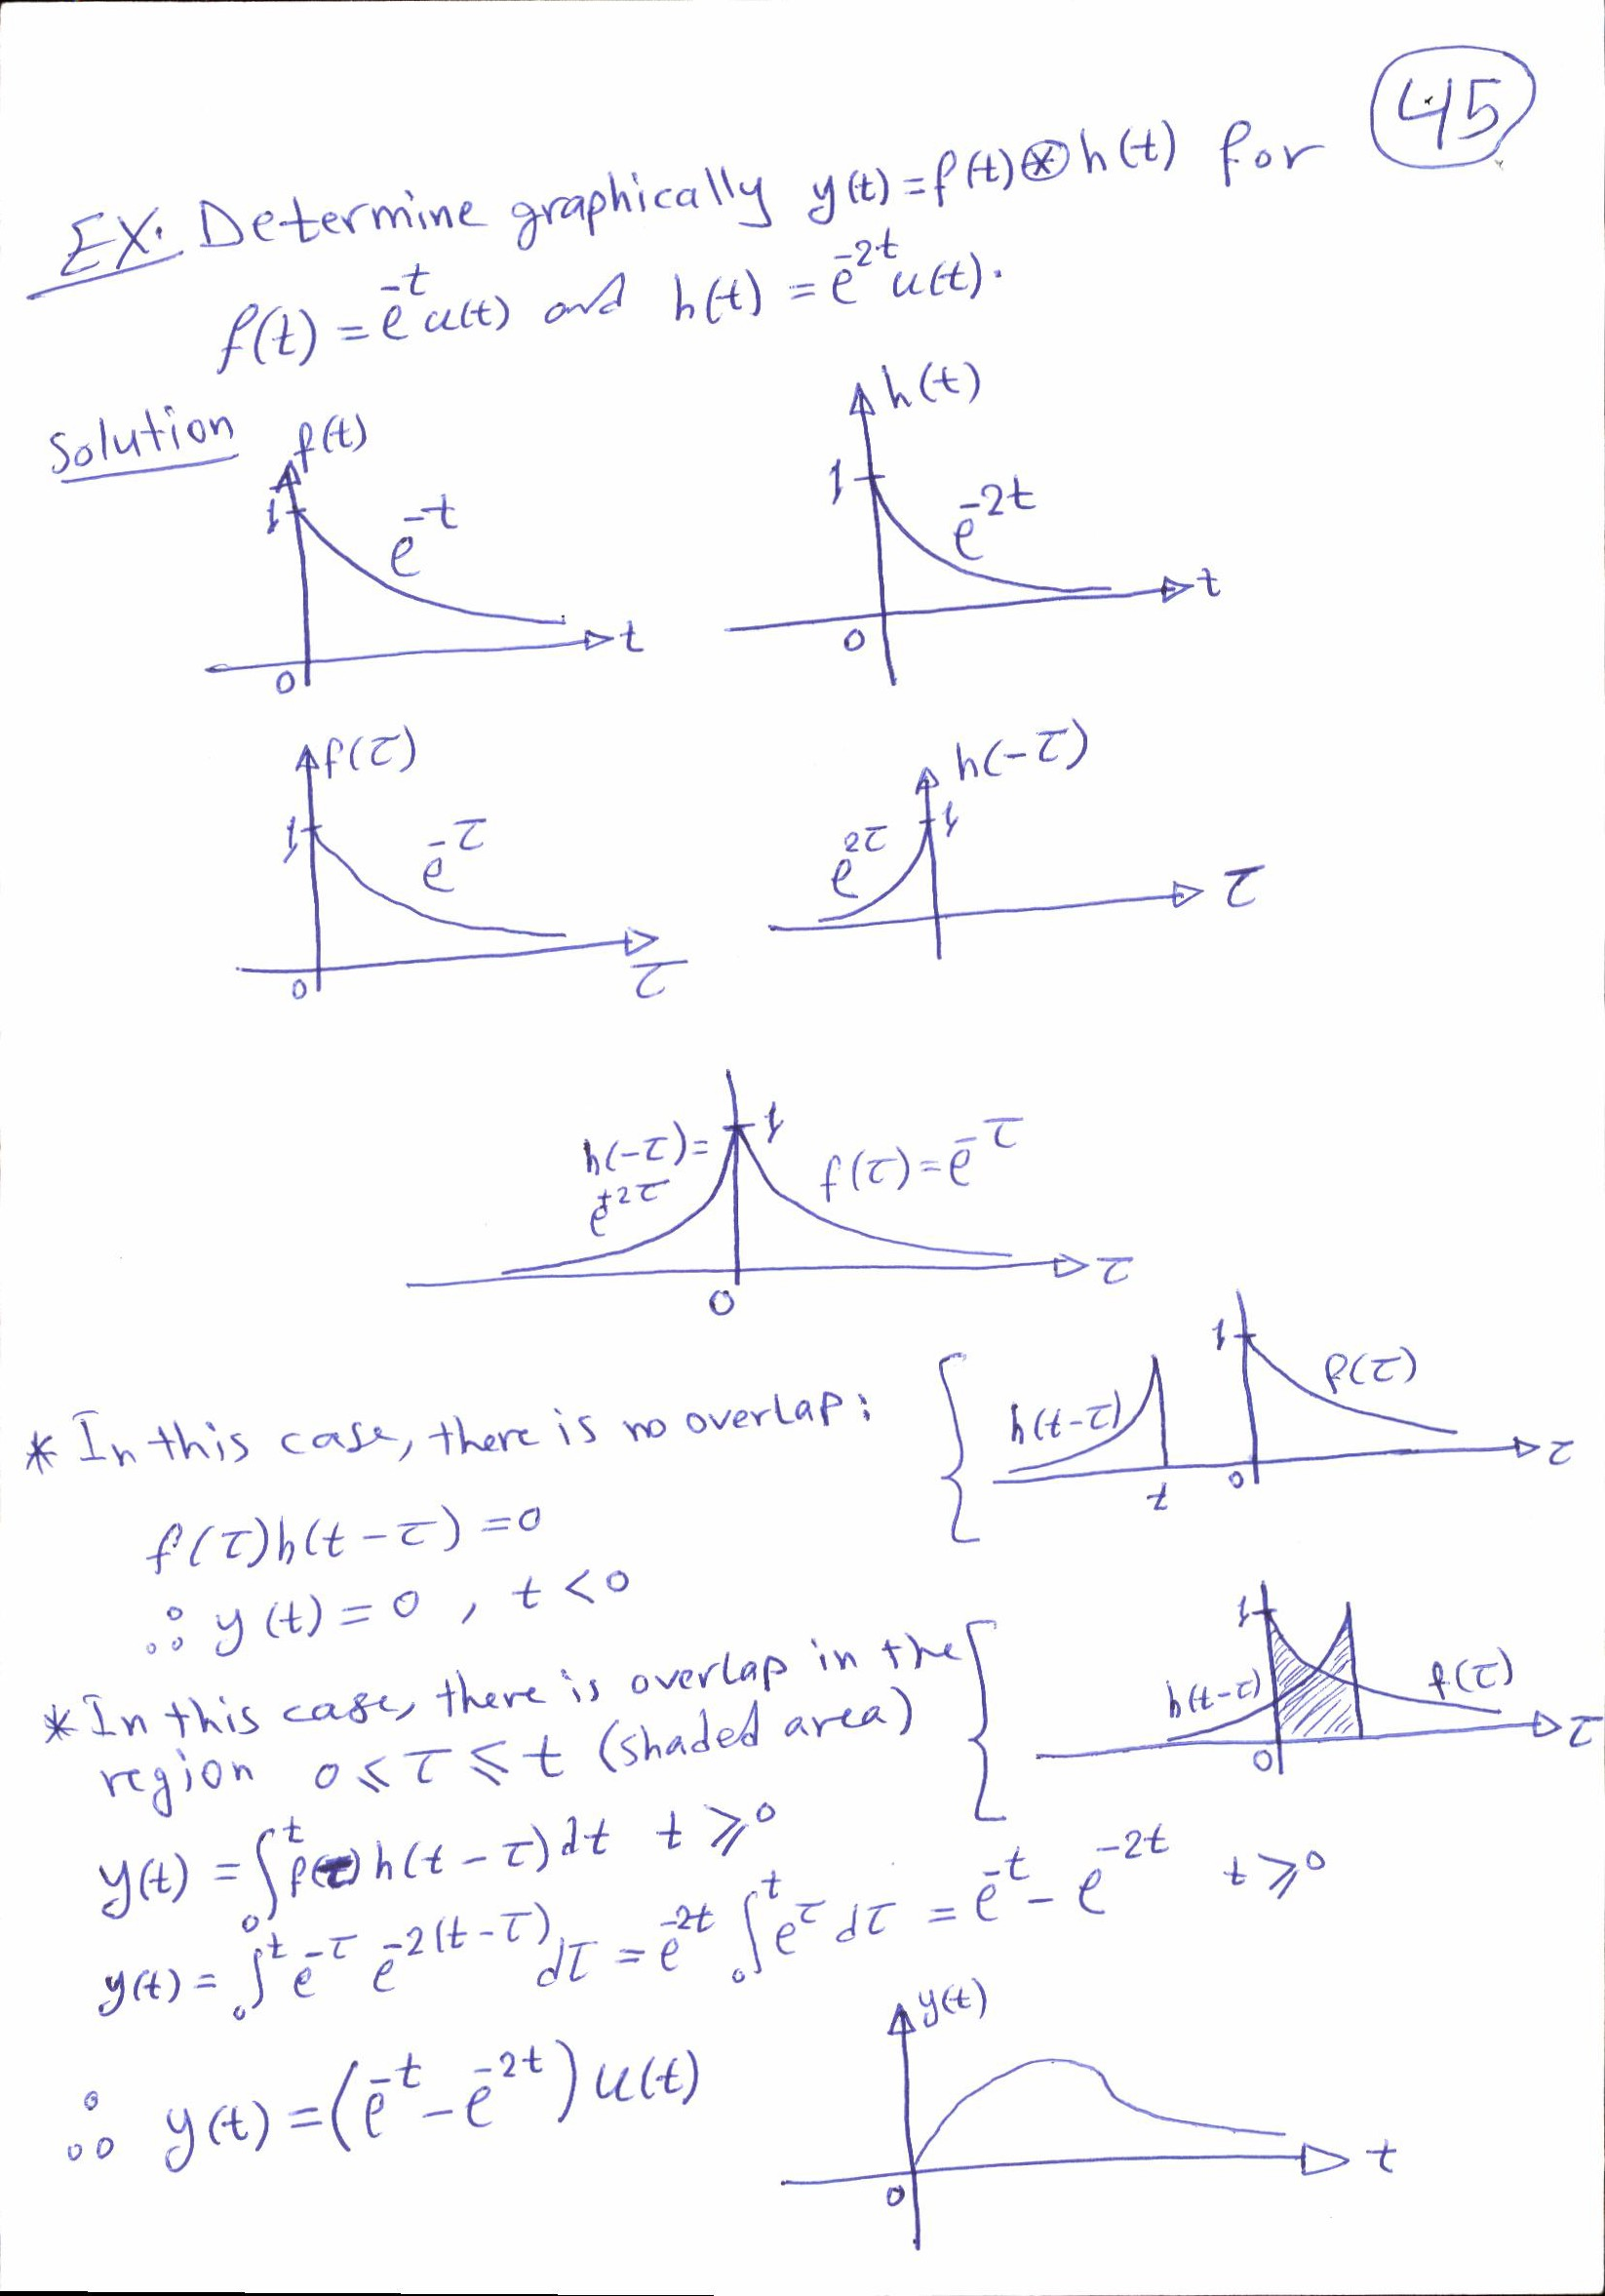 45
EX. Determine graphically y(t)=f(t)⊛h(t) for
f(t)=e^{-t}u(t) and h(t)=e^{-2t}u(t).
Solution
f(t)
1
e^{-t}
t
0
h(t)
1
e^{-2t}
t
0
f(τ)
1
e^{-τ}
τ
0
h(-τ)
1
e^{2τ}
τ
1
h(-τ)=
e^{+2τ}
f(τ)=e^{-τ}
τ
0
* In this case, there is no overlap:
1
h(t-τ)
f(τ)
τ
t
0
f(τ)h(t-τ)=0
∴ y(t)=0, t<0
* In this case, there is overlap in the
region 0≤τ≤t (shaded area)
1
h(t-τ)
f(τ)
τ
0
y(t)=∫_0^t f(τ)h(t-τ)dt t≥0
y(t)=∫_0^t e^{-τ} e^{-2(t-τ)}dτ=e^{-2t}∫_0^t e^{τ}dτ=e^{-t}-e^{-2t} t≥0
∴ y(t)=(e^{-t}-e^{-2t})u(t)
y(t)
t
0